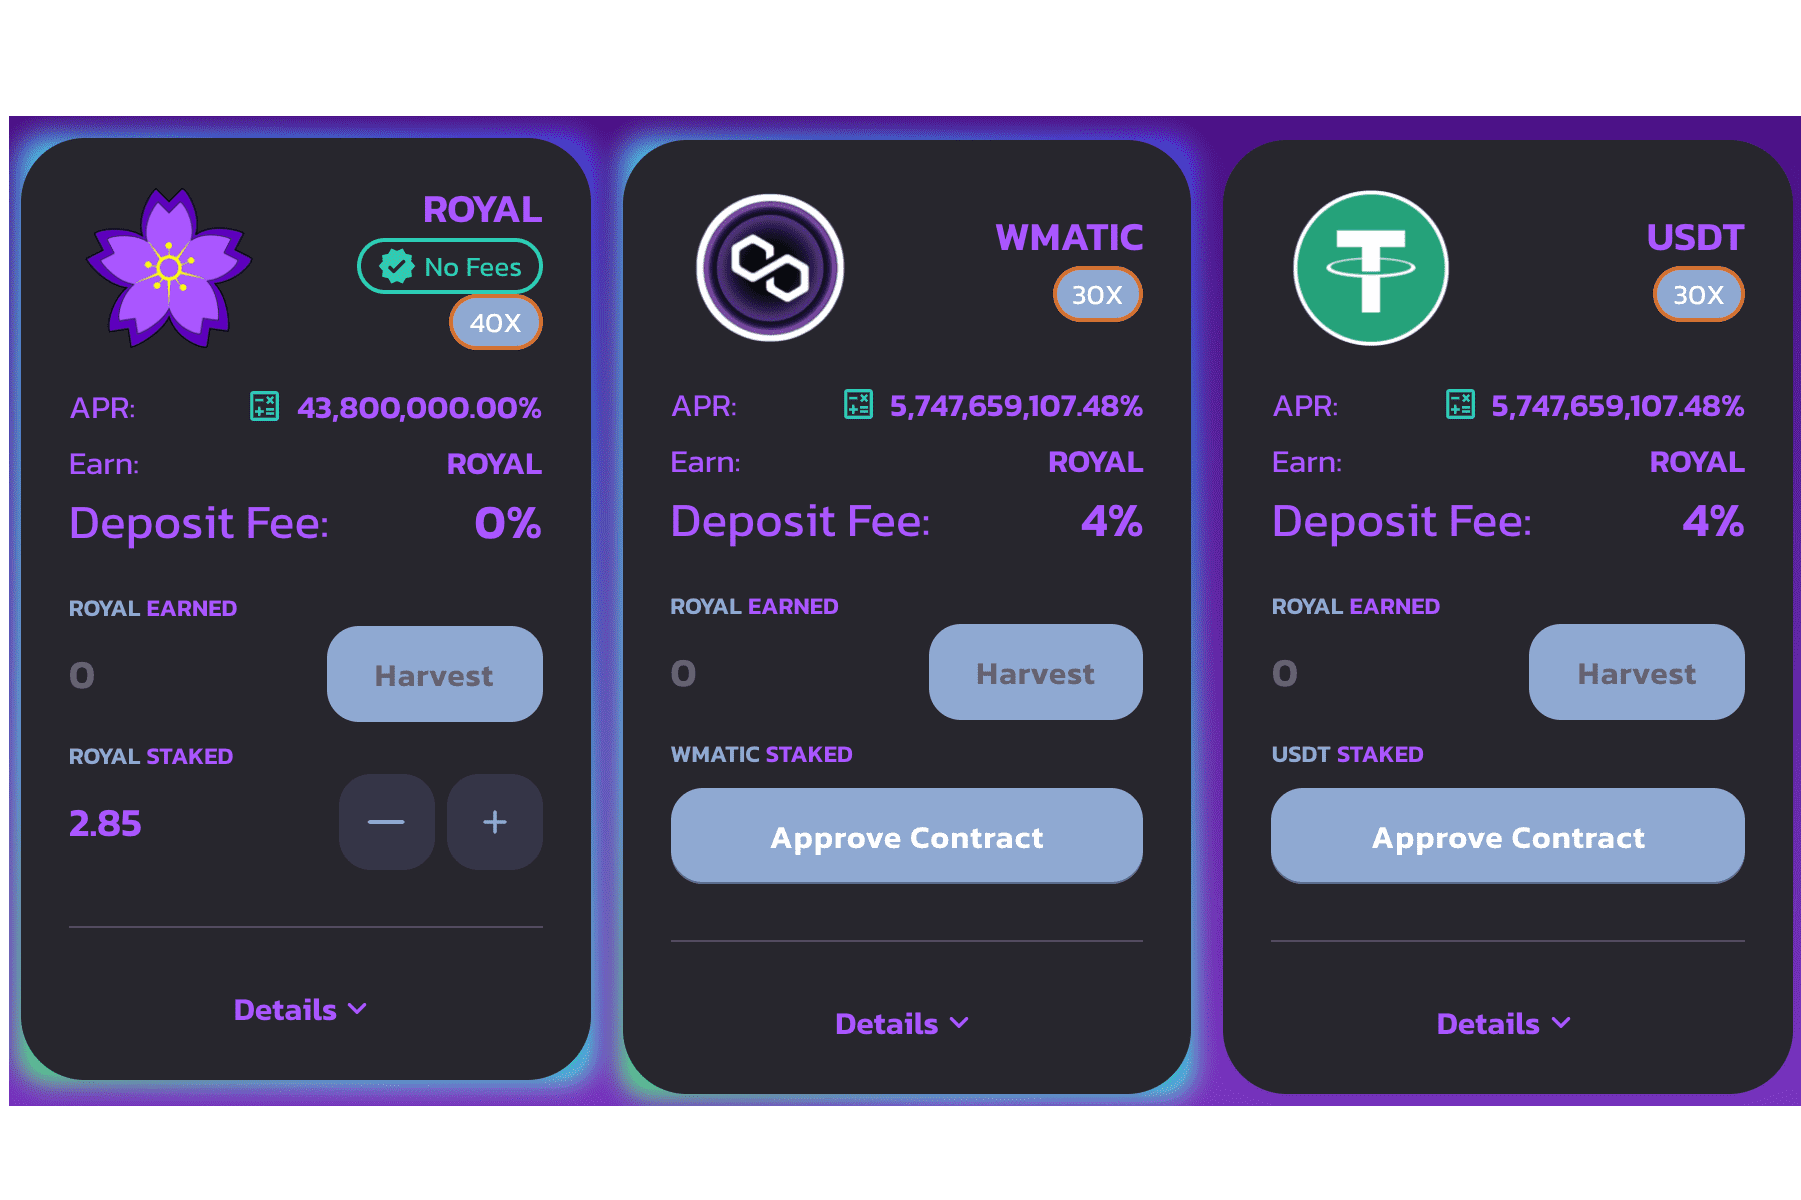 ROYAL
No Fees
40X
APR: 43,800,000.00%
Earn: ROYAL
Deposit Fee: 0%
ROYAL EARNED
0 Harvest
ROYAL STAKED
2.85 — +
Details
WMATIC
30X
APR: 5,747,659,107.48%
Earn: ROYAL
Deposit Fee: 4%
ROYAL EARNED
0 Harvest
WMATIC STAKED
Approve Contract
Details
USDT
30X
APR: 5,747,659,107.48%
Earn: ROYAL
Deposit Fee: 4%
ROYAL EARNED
0 Harvest
USDT STAKED
Approve Contract
Details